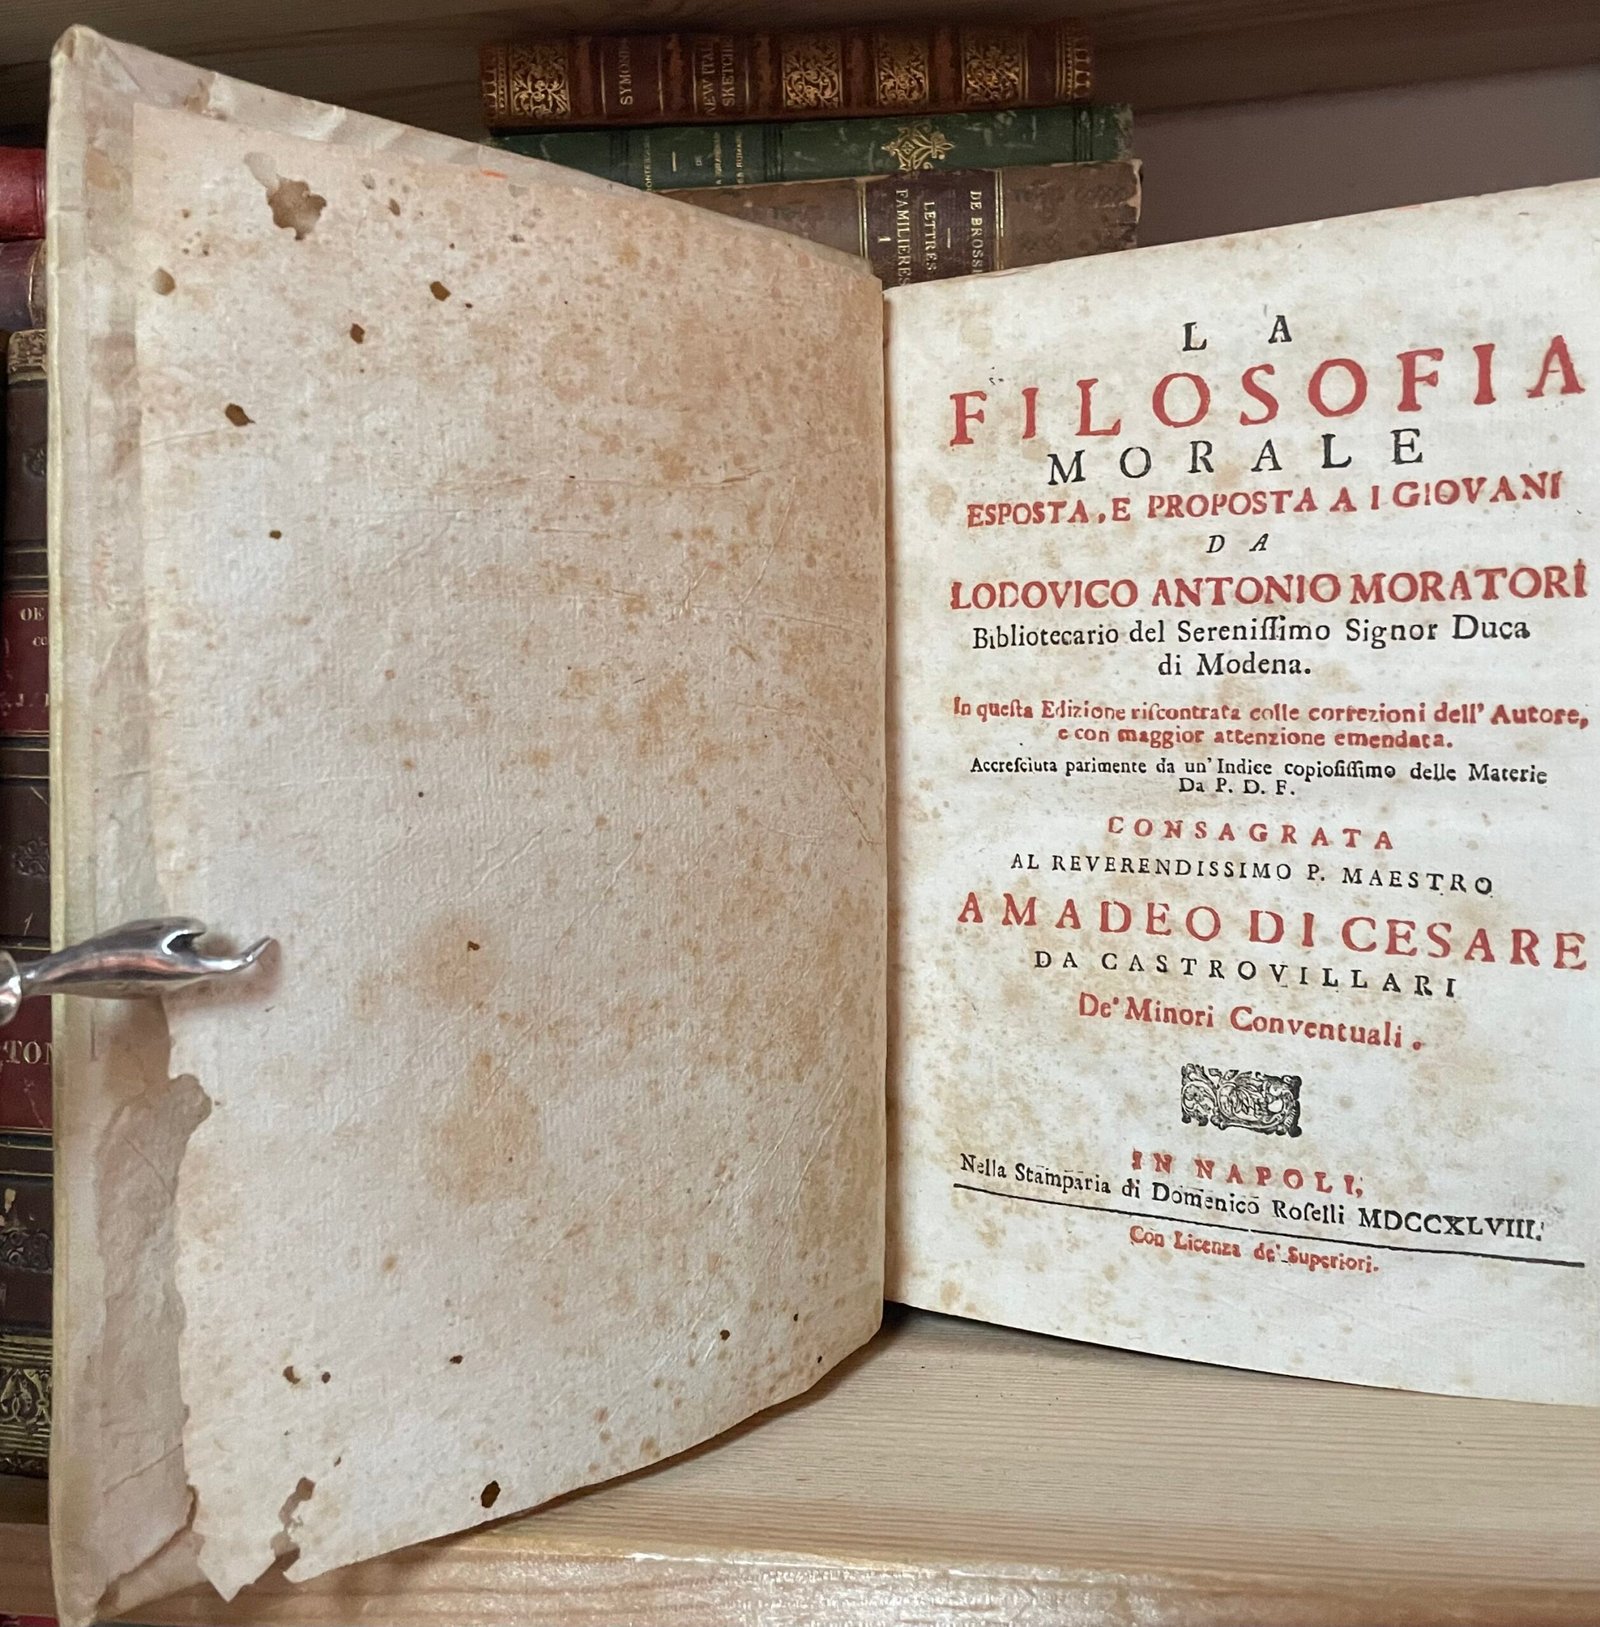 SYMONDS
NEW ITALIAN
SKETCHES
DE BROSSES
LETTRES
FAMILIÈRES
1
L A
FILOSOFIA
MORALE
ESPOSTA, E PROPOSTA A I GIOVANI
D A
LODOVICO ANTONIO MORATORI
Bibliotecario del Sereniſſimo Signor Duca
di Modena.
In queſta Edizione riſcontrata colle correzioni dell' Autore,
e con maggior attenzione emendata.
Accreſciuta parimente da un' Indice copioſiſſimo delle Materie
Da P. D. F.
CONSAGRATA
AL REVERENDISSIMO P. MAESTRO
AMADEO DI CESARE
DA CASTROVILLARI
De' Minori Conventuali.
IN NAPOLI,
Nella Stamparia di Domenico Roſelli MDCCXLVIII.
Con Licenza de' Superiori.